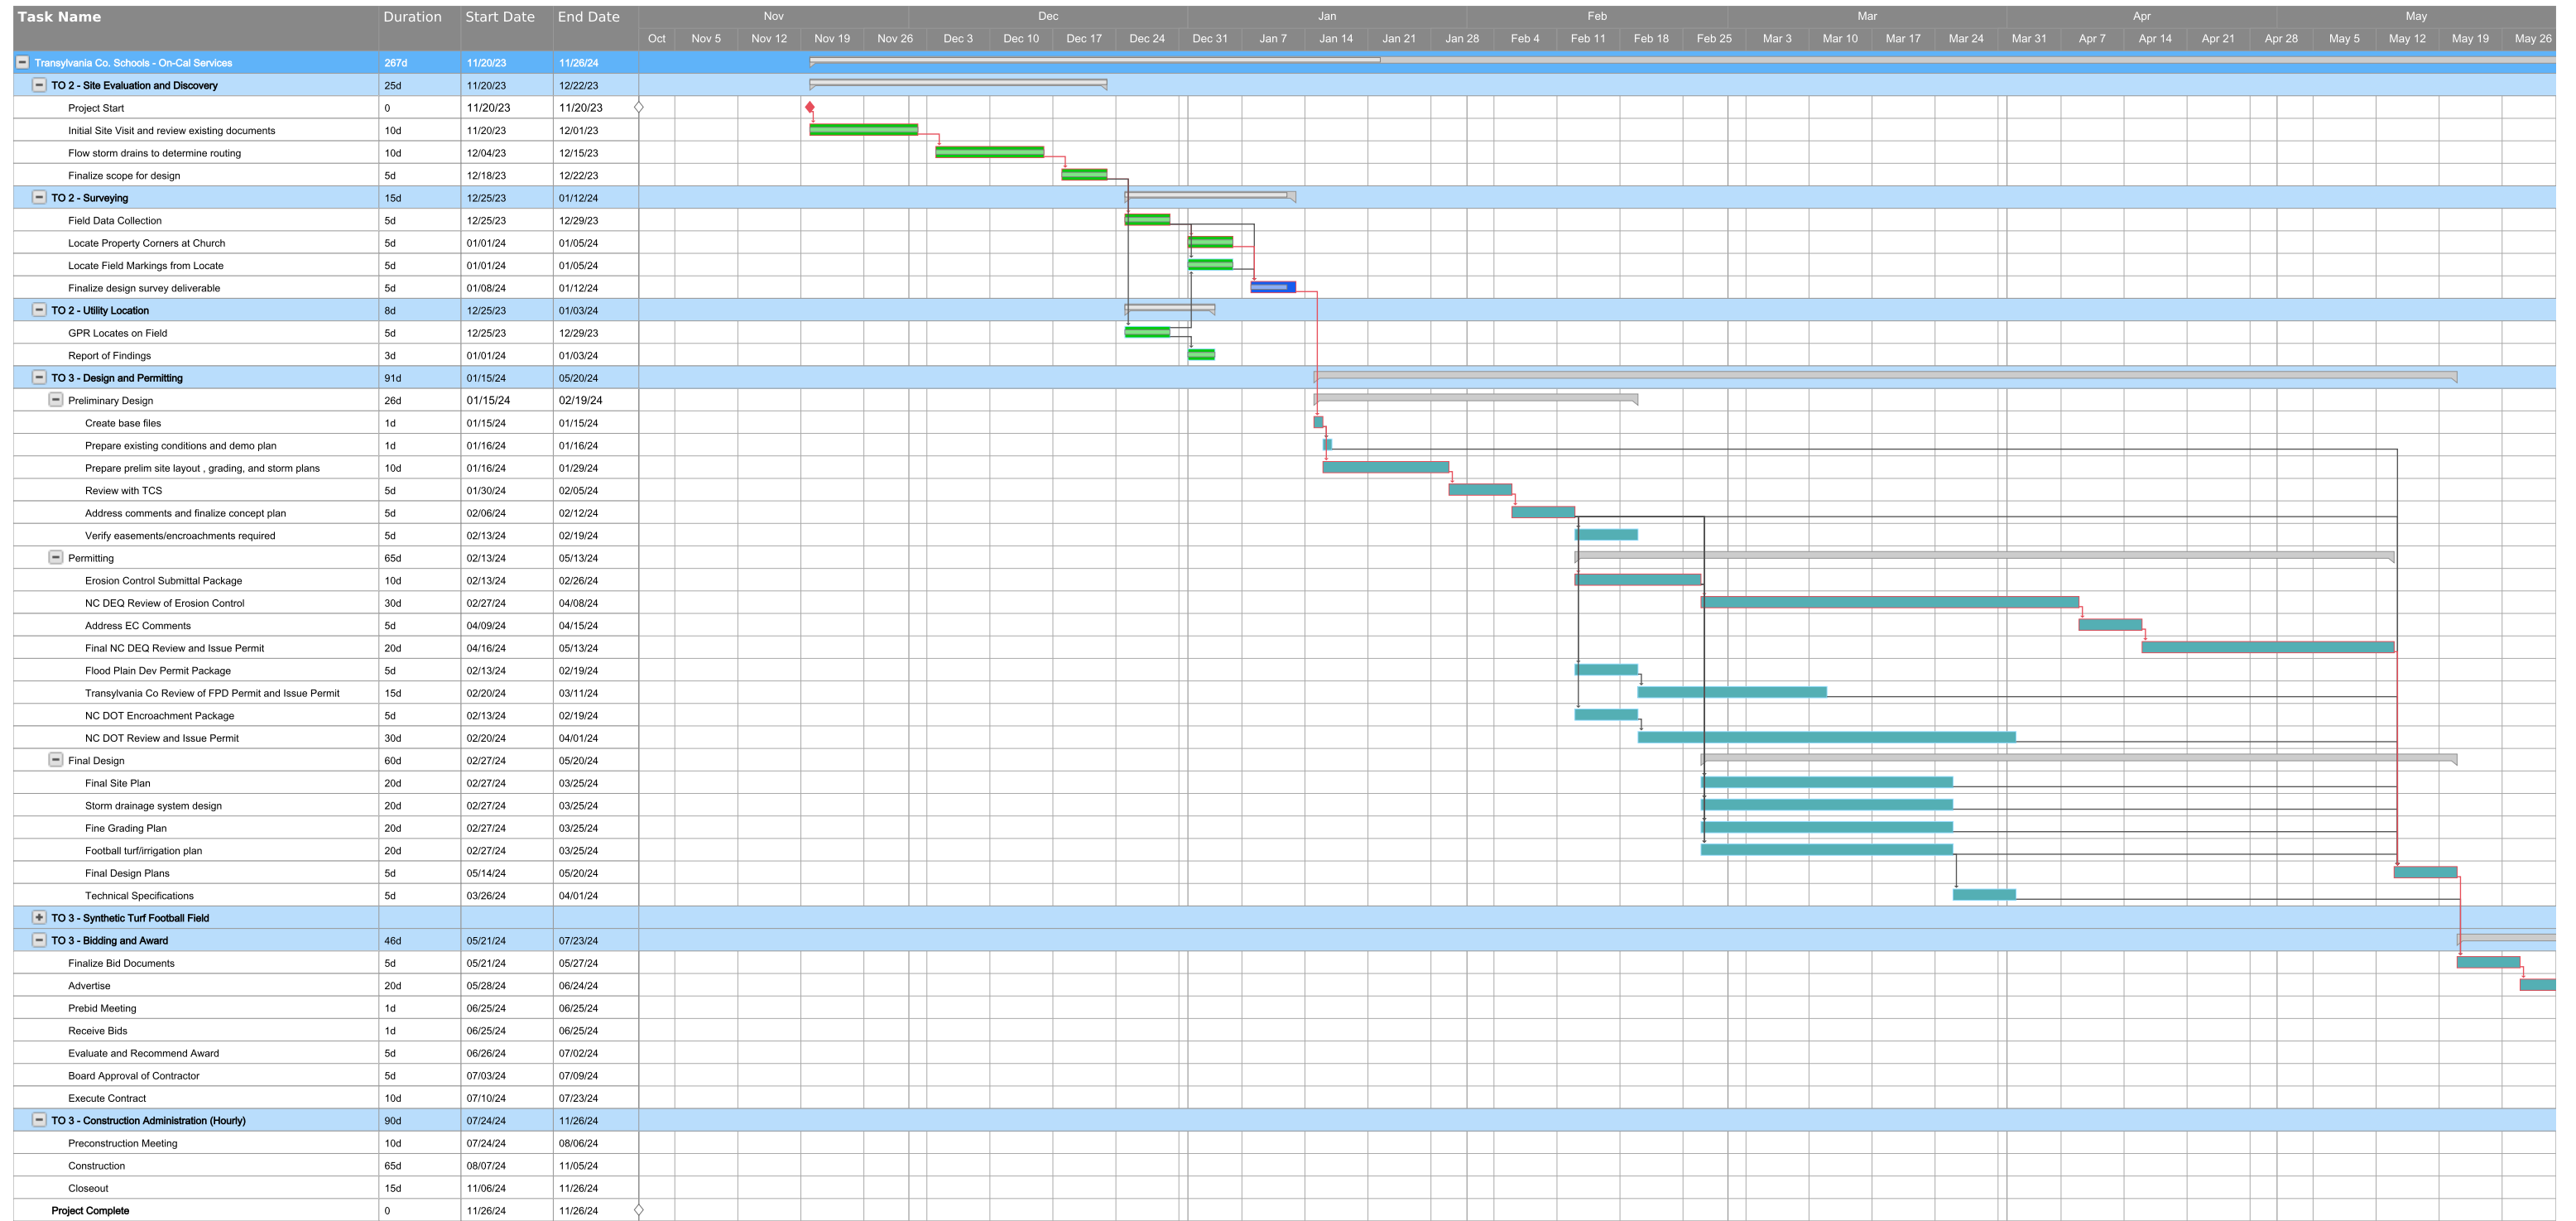 Task Name Duration Start Date End Date Nov Dec Jan Feb Mar Apr May
Oct Nov 5 Nov 12 Nov 19 Nov 26 Dec 3 Dec 10 Dec 17 Dec 24 Dec 31 Jan 7 Jan 14 Jan 21 Jan 28 Feb 4 Feb 11 Feb 18 Feb 25 Mar 3 Mar 10 Mar 17 Mar 24 Mar 31 Apr 7 Apr 14 Apr 21 Apr 28 May 5 May 12 May 19 May 26
Transylvania Co. Schools - On-Cal Services 267d 11/20/23 11/26/24
TO 2 - Site Evaluation and Discovery 25d 11/20/23 12/22/23
Project Start 0 11/20/23 11/20/23
Initial Site Visit and review existing documents 10d 11/20/23 12/01/23
Flow storm drains to determine routing 10d 12/04/23 12/15/23
Finalize scope for design 5d 12/18/23 12/22/23
TO 2 - Surveying 15d 12/25/23 01/12/24
Field Data Collection 5d 12/25/23 12/29/23
Locate Property Corners at Church 5d 01/01/24 01/05/24
Locate Field Markings from Locate 5d 01/01/24 01/05/24
Finalize design survey deliverable 5d 01/08/24 01/12/24
TO 2 - Utility Location 8d 12/25/23 01/03/24
GPR Locates on Field 5d 12/25/23 12/29/23
Report of Findings 3d 01/01/24 01/03/24
TO 3 - Design and Permitting 91d 01/15/24 05/20/24
Preliminary Design 26d 01/15/24 02/19/24
Create base files 1d 01/15/24 01/15/24
Prepare existing conditions and demo plan 1d 01/16/24 01/16/24
Prepare prelim site layout , grading, and storm plans 10d 01/16/24 01/29/24
Review with TCS 5d 01/30/24 02/05/24
Address comments and finalize concept plan 5d 02/06/24 02/12/24
Verify easements/encroachments required 5d 02/13/24 02/19/24
Permitting 65d 02/13/24 05/13/24
Erosion Control Submittal Package 10d 02/13/24 02/26/24
NC DEQ Review of Erosion Control 30d 02/27/24 04/08/24
Address EC Comments 5d 04/09/24 04/15/24
Final NC DEQ Review and Issue Permit 20d 04/16/24 05/13/24
Flood Plain Dev Permit Package 5d 02/13/24 02/19/24
Transylvania Co Review of FPD Permit and Issue Permit 15d 02/20/24 03/11/24
NC DOT Encroachment Package 5d 02/13/24 02/19/24
NC DOT Review and Issue Permit 30d 02/20/24 04/01/24
Final Design 60d 02/27/24 05/20/24
Final Site Plan 20d 02/27/24 03/25/24
Storm drainage system design 20d 02/27/24 03/25/24
Fine Grading Plan 20d 02/27/24 03/25/24
Football turf/irrigation plan 20d 02/27/24 03/25/24
Final Design Plans 5d 05/14/24 05/20/24
Technical Specifications 5d 03/26/24 04/01/24
TO 3 - Synthetic Turf Football Field
TO 3 - Bidding and Award 46d 05/21/24 07/23/24
Finalize Bid Documents 5d 05/21/24 05/27/24
Advertise 20d 05/28/24 06/24/24
Prebid Meeting 1d 06/25/24 06/25/24
Receive Bids 1d 06/25/24 06/25/24
Evaluate and Recommend Award 5d 06/26/24 07/02/24
Board Approval of Contractor 5d 07/03/24 07/09/24
Execute Contract 10d 07/10/24 07/23/24
TO 3 - Construction Administration (Hourly) 90d 07/24/24 11/26/24
Preconstruction Meeting 10d 07/24/24 08/06/24
Construction 65d 08/07/24 11/05/24
Closeout 15d 11/06/24 11/26/24
Project Complete 0 11/26/24 11/26/24